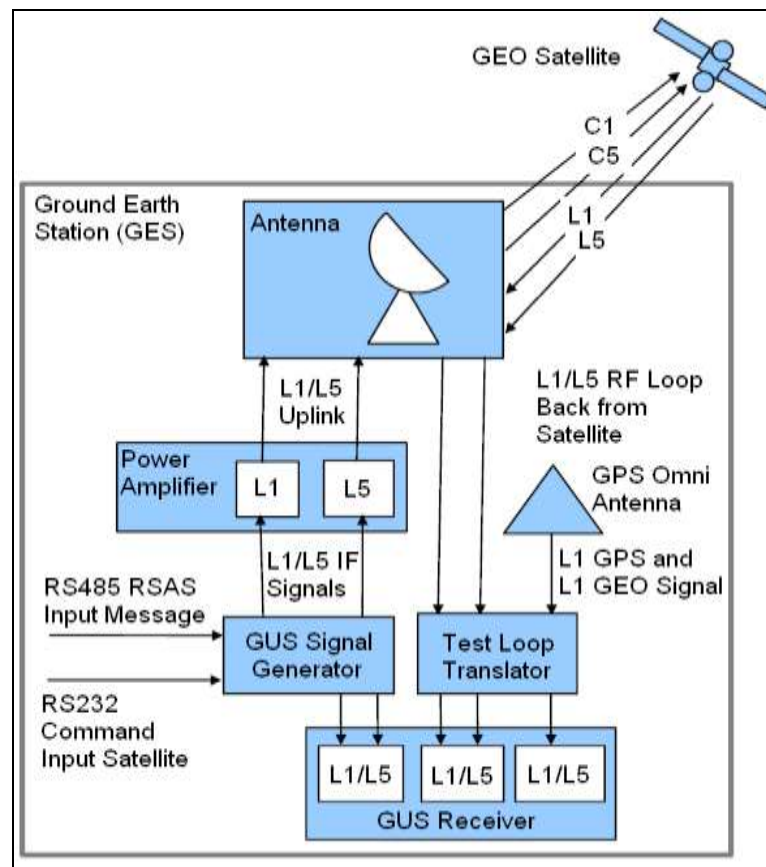 GEO Satellite
C1
C5
L1
L5
Ground Earth
Station (GES)
Antenna
L1/L5
Uplink
L1/L5 RF Loop
Back from
Satellite
Power
Amplifier
L1
L5
GPS Omni
Antenna
L1/L5 IF
Signals
L1 GPS and
L1 GEO Signal
RS485 RSAS
Input Message
GUS Signal
Generator
Test Loop
Translator
RS232
Command
Input Satellite
L1/L5
L1/L5
L1/L5
GUS Receiver